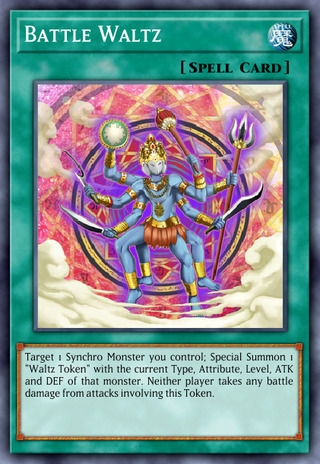 Battle Waltz
[Spell Card]
Target 1 Synchro Monster you control; Special Summon 1
"Waltz Token" with the current Type, Attribute, Level, ATK
and DEF of that monster. Neither player takes any battle
damage from attacks involving this Token.